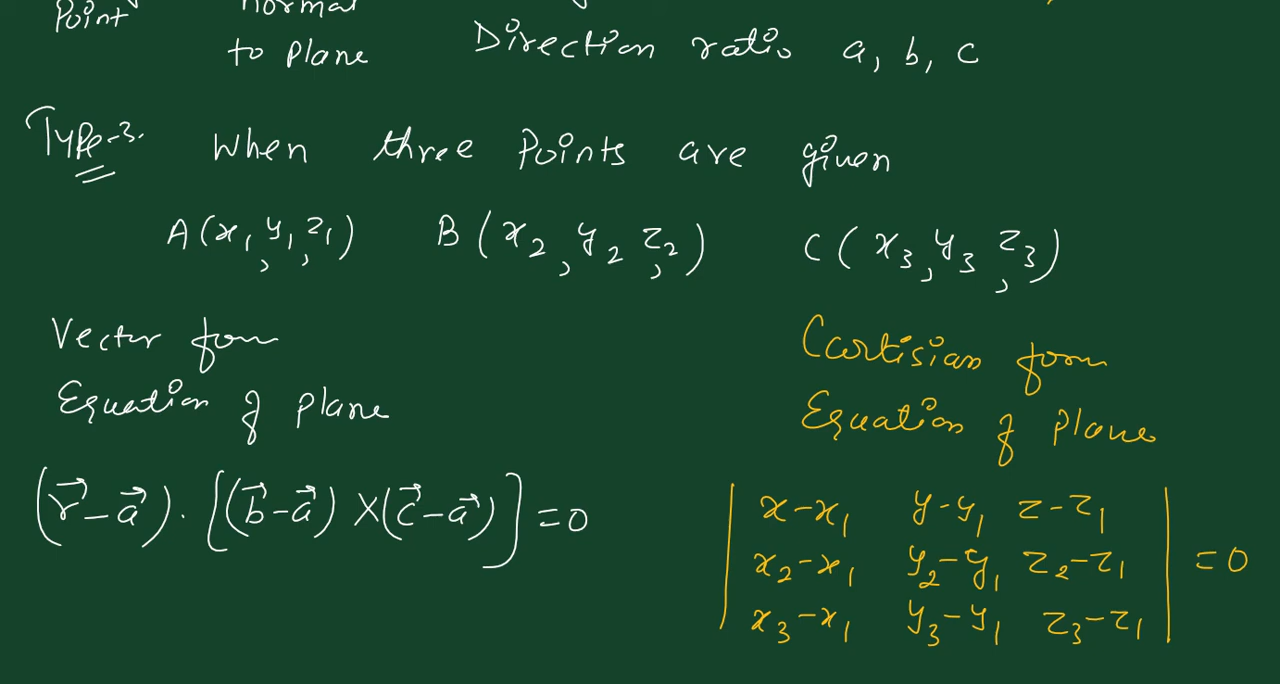 Point normal
to plane Direction ratio a, b, c
Type-3. When three Points are given
A(x₁, y₁, z₁) B(x₂, y₂, z₂) C(x₃, y₃, z₃)
Vector form
Equation of plane
(r⃗-a⃗)·[(b⃗-a⃗)×(c⃗-a⃗)]=0
Cartisian form
Equation of plane
| x-x₁ y-y₁ z-z₁ |
| x₂-x₁ y₂-y₁ z₂-z₁ | =0
| x₃-x₁ y₃-y₁ z₃-z₁ |